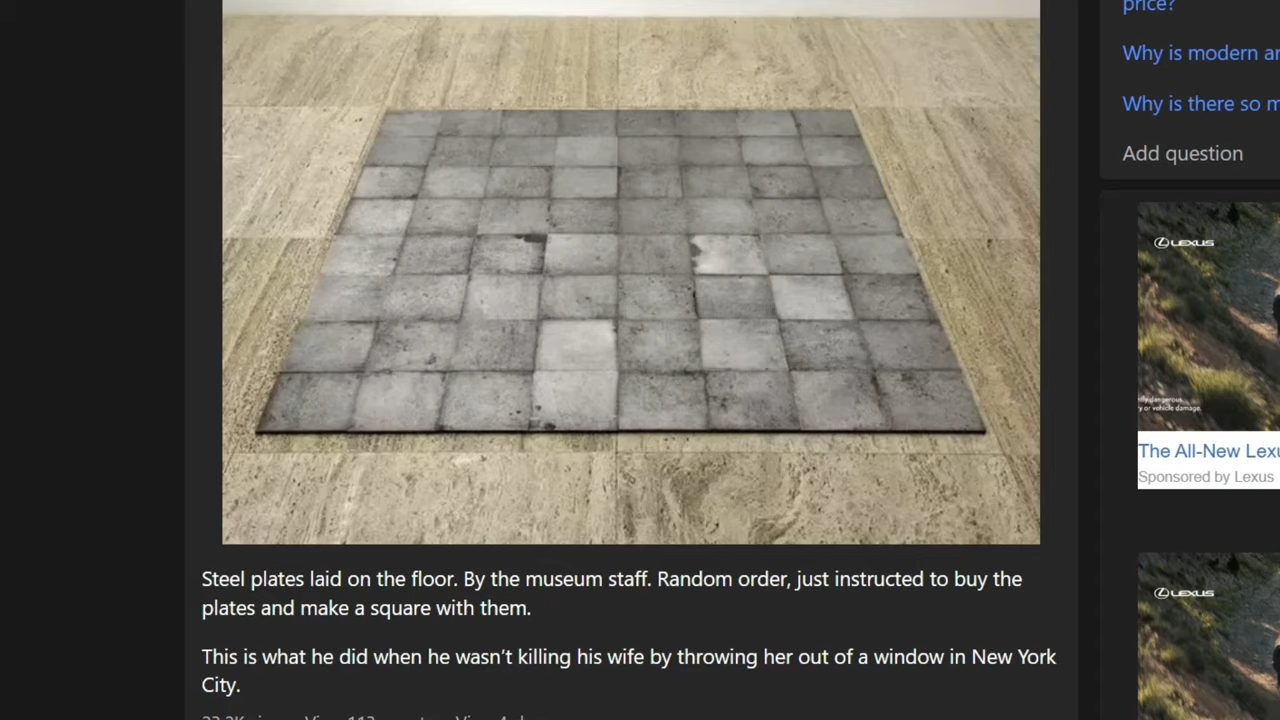 price?
Why is modern
Why is there so
Add question
LEXUS
or vehicle damage.
The All-New
Sponsored by Lexus
LEXUS
Steel plates laid on the floor. By the museum staff. Random order, just instructed to buy the
plates and make a square with them.
This is what he did when he wasn’t killing his wife by throwing her out of a window in New York
City.